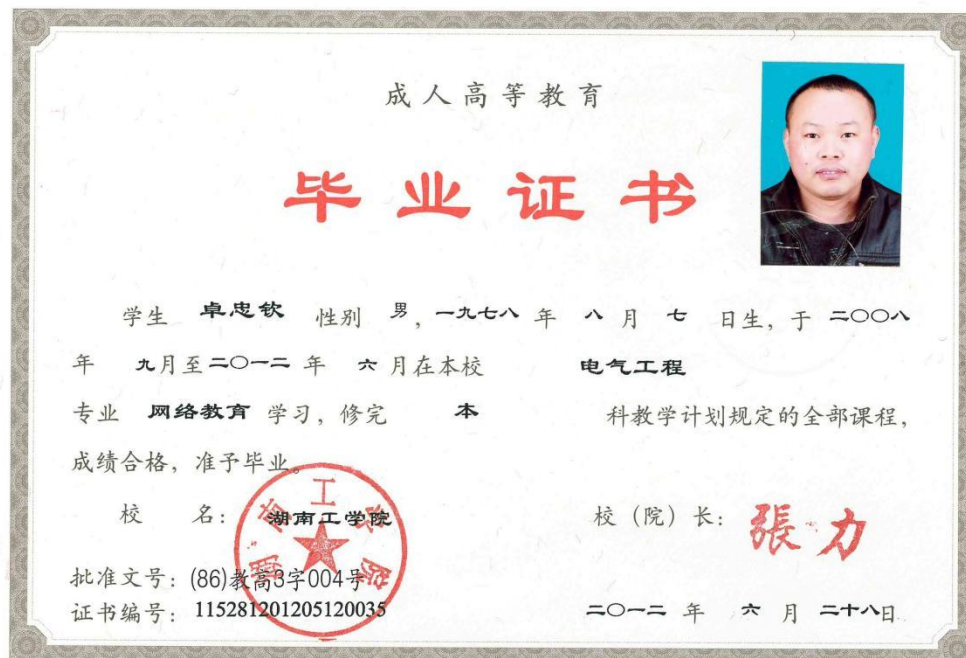 成人高等教育
毕业证书
学生 卓忠钦 性别 男，一九七八 年 八 月 七 日生，于 二〇〇八
年 九月至二〇一二 年 六 月在本校 电气工程
专业 网络教育 学习，修完 本 科教学计划规定的全部课程，
成绩合格，准予毕业。
校 名：湖南工学院 校（院）长：張力
湖南工学院
批准文号：(86)教高3字004号
证书编号：115281201205120035 二〇一二 年 六 月 二十八日